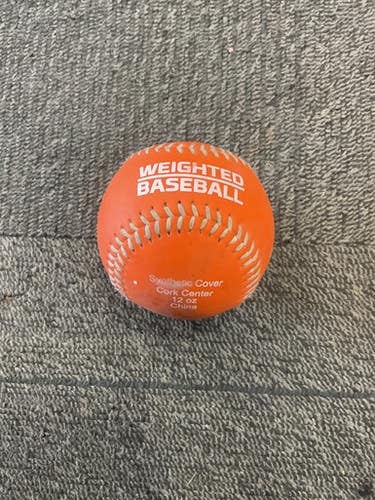 WEIGHTED
BASEBALL
Synthetic Cover
Cork Center
12 oz
China